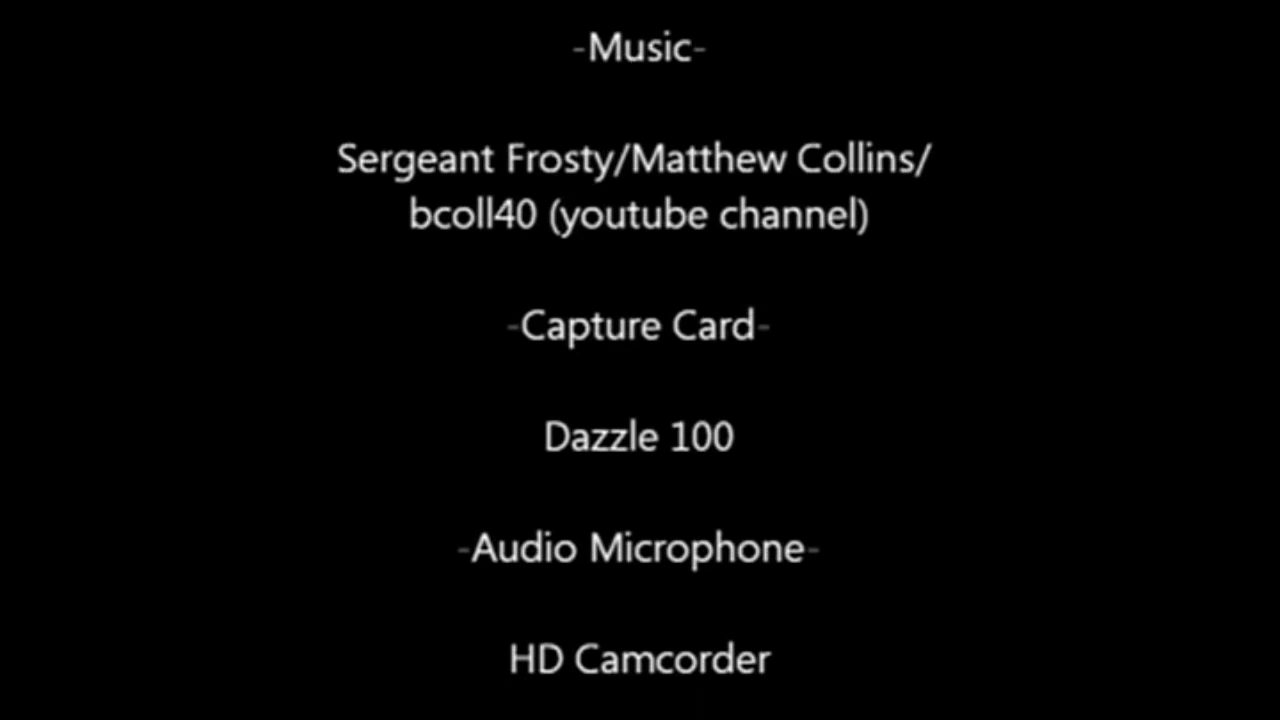 -Music-
Sergeant Frosty/Matthew Collins/
bcoll40 (youtube channel)
-Capture Card-
Dazzle 100
-Audio Microphone-
HD Camcorder